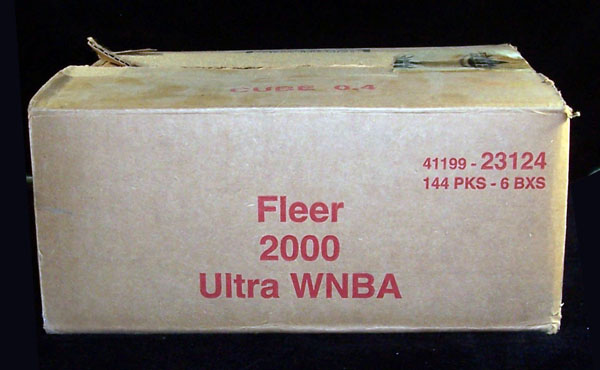 CUBE 0.4
41199 - 23124
144 PKS - 6 BXS
Fleer
2000
Ultra WNBA